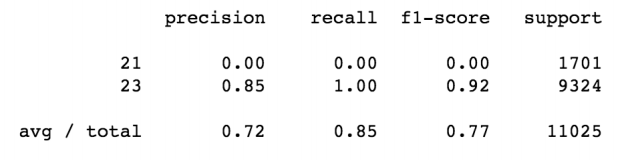 precision recall f1-score support
21 0.00 0.00 0.00 1701
23 0.85 1.00 0.92 9324
avg / total 0.72 0.85 0.77 11025